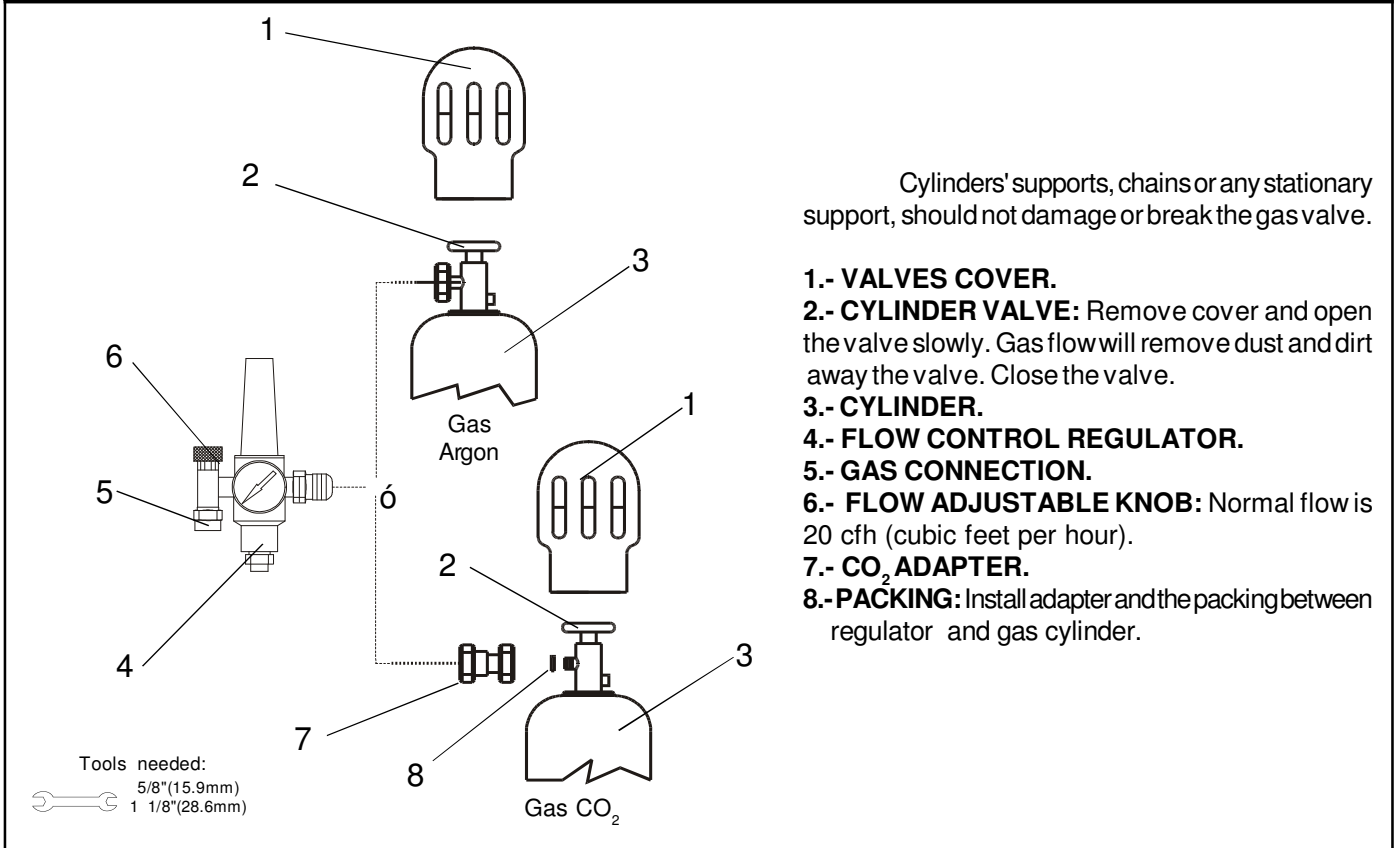 1
2
3
6
5
4
Gas
Argon
ó
1
2
3
7
8
Gas CO₂
Tools needed:
5/8"(15.9mm)
1 1/8"(28.6mm)
Cylinders' supports, chains or any stationary
support, should not damage or break the gas valve.
1.- VALVES COVER.
2.- CYLINDER VALVE: Remove cover and open
the valve slowly. Gas flow will remove dust and dirt
away the valve. Close the valve.
3.- CYLINDER.
4.- FLOW CONTROL REGULATOR.
5.- GAS CONNECTION.
6.- FLOW ADJUSTABLE KNOB: Normal flow is
20 cfh (cubic feet per hour).
7.- CO₂ ADAPTER.
8.- PACKING: Install adapter and the packing between
regulator and gas cylinder.